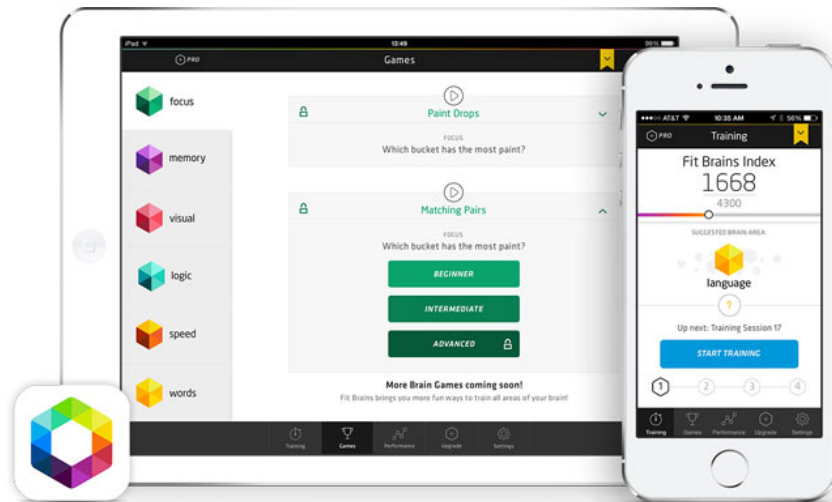 iPad
13:49
99%
PRO
Games
focus
memory
visual
logic
speed
words
Paint Drops
FOCUS
Which bucket has the most paint?
Matching Pairs
FOCUS
Which bucket has the most paint?
BEGINNER
INTERMEDIATE
ADVANCED
More Brain Games coming soon!
Fit Brains brings you more fun ways to train all areas of your brain!
Training
Games
Performance
Upgrade
Settings
AT&T
10:35 AM
56%
PRO
Training
Fit Brains Index
1668
4300
SUGGESTED BRAIN AREA:
language
?
Up next: Training Session 17
START TRAINING
1 2 3 4
Training Games Performance Upgrade Settings